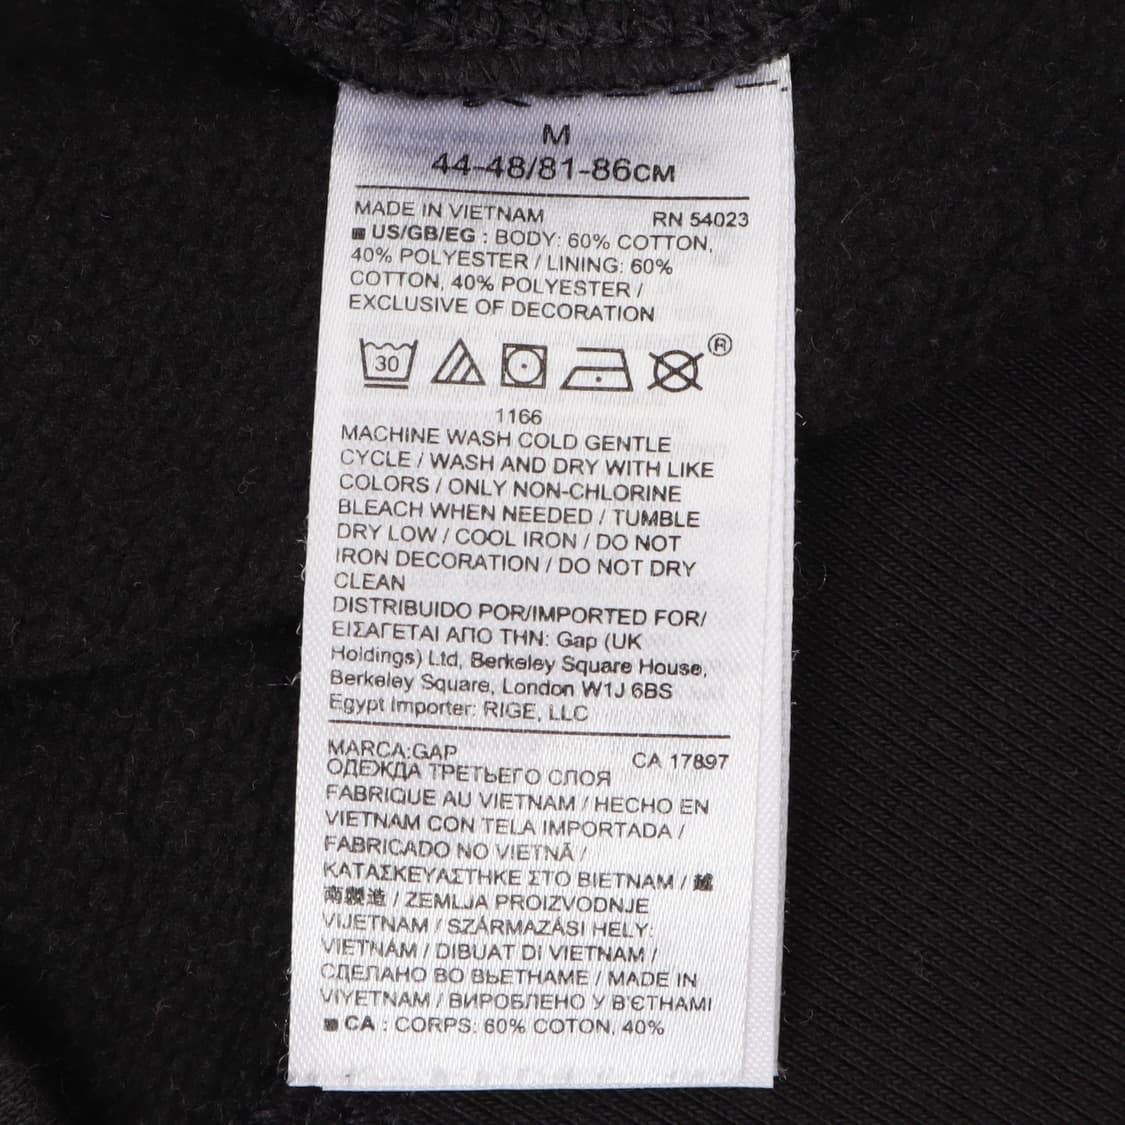 M
44-48/81-86CM
MADE IN VIETNAM RN 54023
US/GB/EG : BODY: 60% COTTON,
40% POLYESTER / LINING: 60%
COTTON, 40% POLYESTER /
EXCLUSIVE OF DECORATION
30 ®
1166
MACHINE WASH COLD GENTLE
CYCLE / WASH AND DRY WITH LIKE
COLORS / ONLY NON-CHLORINE
BLEACH WHEN NEEDED / TUMBLE
DRY LOW / COOL IRON / DO NOT
IRON DECORATION / DO NOT DRY
CLEAN
DISTRIBUIDO POR/IMPORTED FOR/
ΕΙΣΑΓΕΤΑΙ ΑΠΟ ΤΗΝ: Gap (UK
Holdings) Ltd, Berkeley Square House,
Berkeley Square, London W1J 6BS
Egypt Importer: RIGE, LLC
MARCA:GAP CA 17897
ОДЕЖДА ТРЕТЬЕГО СЛОЯ
FABRIQUE AU VIETNAM / HECHO EN
VIETNAM CON TELA IMPORTADA /
FABRICADO NO VIETNÃ /
ΚΑΤΑΣΚΕΥΑΣΤΗΚΕ ΣΤΟ ΒΙΕΤΝΑΜ / 越
南製造 / ZEMLJA PROIZVODNJE
VIJETNAM / SZÁRMAZÁSI HELY:
VIETNÁM / DIBUAT DI VIETNAM /
СДЕЛАНО ВО ВЬЕТНАМЕ / MADE IN
VIYETNAM / ВИРОБЛЕНО У В'ЄТНАМІ
CA : CORPS: 60% COTON, 40%